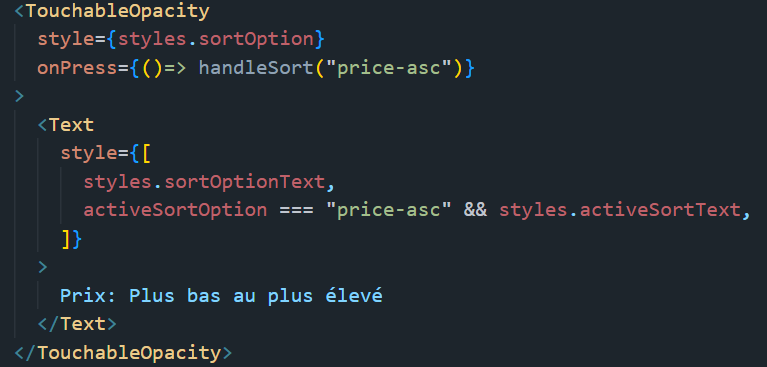 <TouchableOpacity
  style={styles.sortOption}
  onPress={()=> handleSort("price-asc")}
>
  <Text
    style={[
      styles.sortOptionText,
      activeSortOption === "price-asc" && styles.activeSortText,
    ]}
  >
    Prix: Plus bas au plus élevé
  </Text>
</TouchableOpacity>